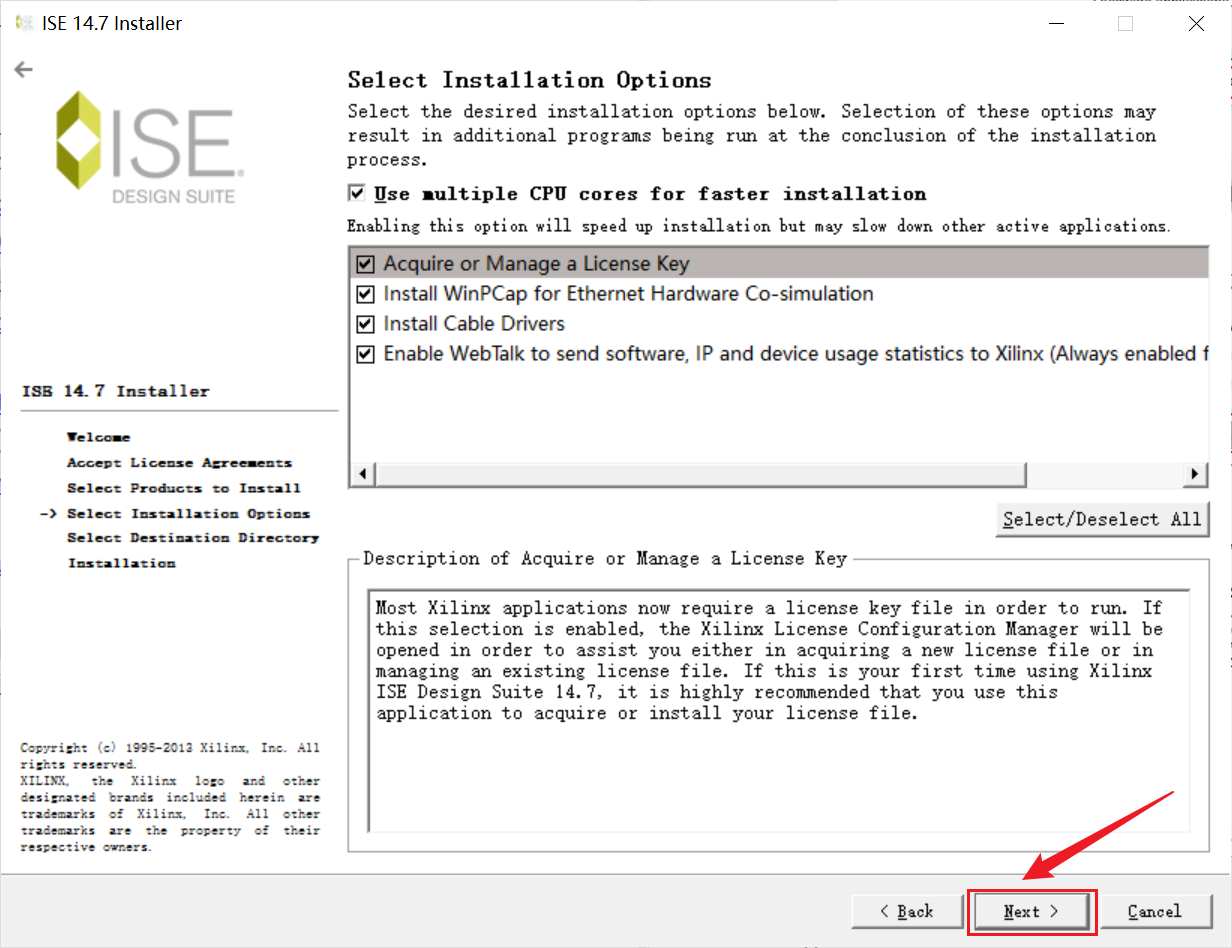 ISE 14.7 Installer
ISE
DESIGN SUITE
Select Installation Options
Select the desired installation options below. Selection of these options may
result in additional programs being run at the conclusion of the installation
process.
Use multiple CPU cores for faster installation
Enabling this option will speed up installation but may slow down other active applications.
Acquire or Manage a License Key
Install WinPCap for Ethernet Hardware Co-simulation
Install Cable Drivers
Enable WebTalk to send software, IP and device usage statistics to Xilinx (Always enabled f
Select/Deselect All
ISE 14.7 Installer
Welcome
Accept License Agreements
Select Products to Install
-> Select Installation Options
Select Destination Directory
Installation
Description of Acquire or Manage a License Key
Most Xilinx applications now require a license key file in order to run. If
this selection is enabled, the Xilinx License Configuration Manager will be
opened in order to assist you either in acquiring a new license file or in
managing an existing license file. If this is your first time using Xilinx
ISE Design Suite 14.7, it is highly recommended that you use this
application to acquire or install your license file.
Copyright (c) 1995-2013 Xilinx, Inc. All
rights reserved.
XILINX, the Xilinx logo and other
designated brands included herein are
trademarks of Xilinx, Inc. All other
trademarks are the property of their
respective owners.
< Back
Next >
Cancel